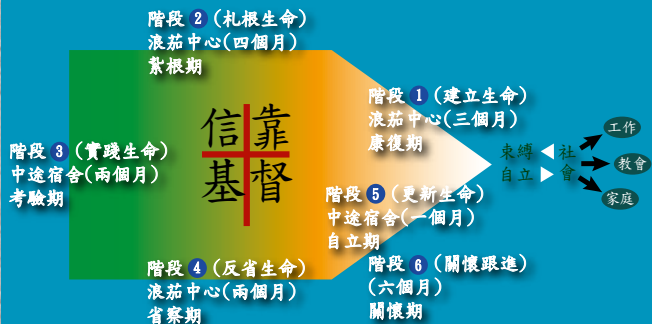 階段 2 (札根生命)
浪茄中心(四個月)
紮根期
階段 1 (建立生命)
浪茄中心(三個月)
康復期
信靠
基督
階段 3 (實踐生命)
中途宿舍(兩個月)
考驗期
束縛 社
自立 會
工作
教會
家庭
階段 5 (更新生命)
中途宿舍(一個月)
自立期
階段 4 (反省生命)
浪茄中心(兩個月)
省察期
階段 6 (關懷跟進)
(六個月)
關懷期